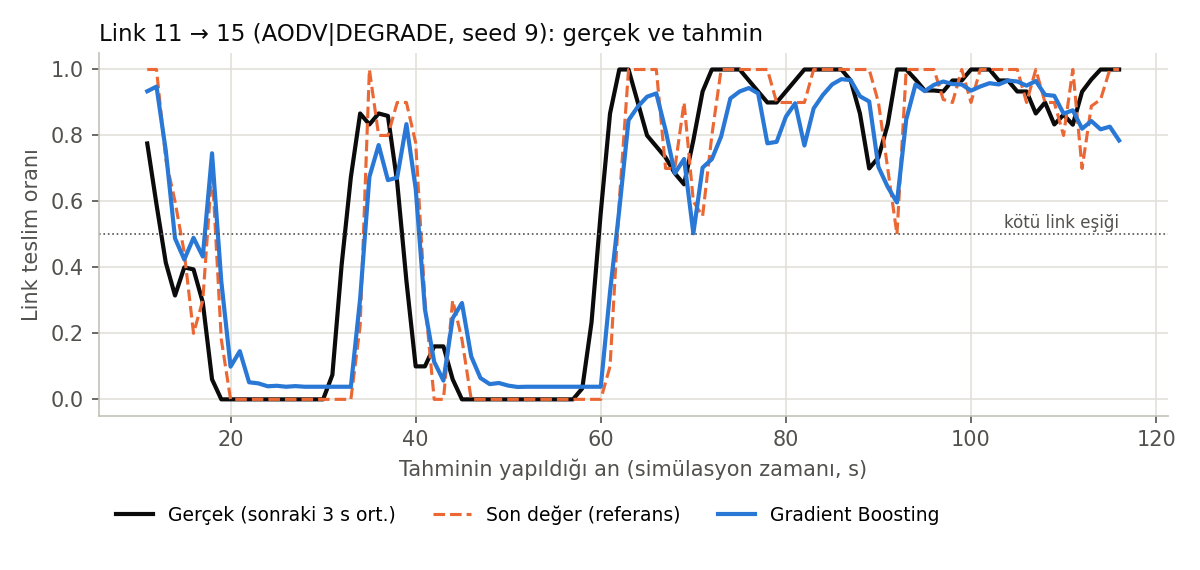 Link 11 → 15 (AODV|DEGRADE, seed 9): gerçek ve tahmin
Link teslim oranı
1.0
0.8
0.6
0.4
0.2
0.0
kötü link eşiği
20
40
60
80
100
120
Tahminin yapıldığı an (simülasyon zamanı, s)
Gerçek (sonraki 3 s ort.)
Son değer (referans)
Gradient Boosting